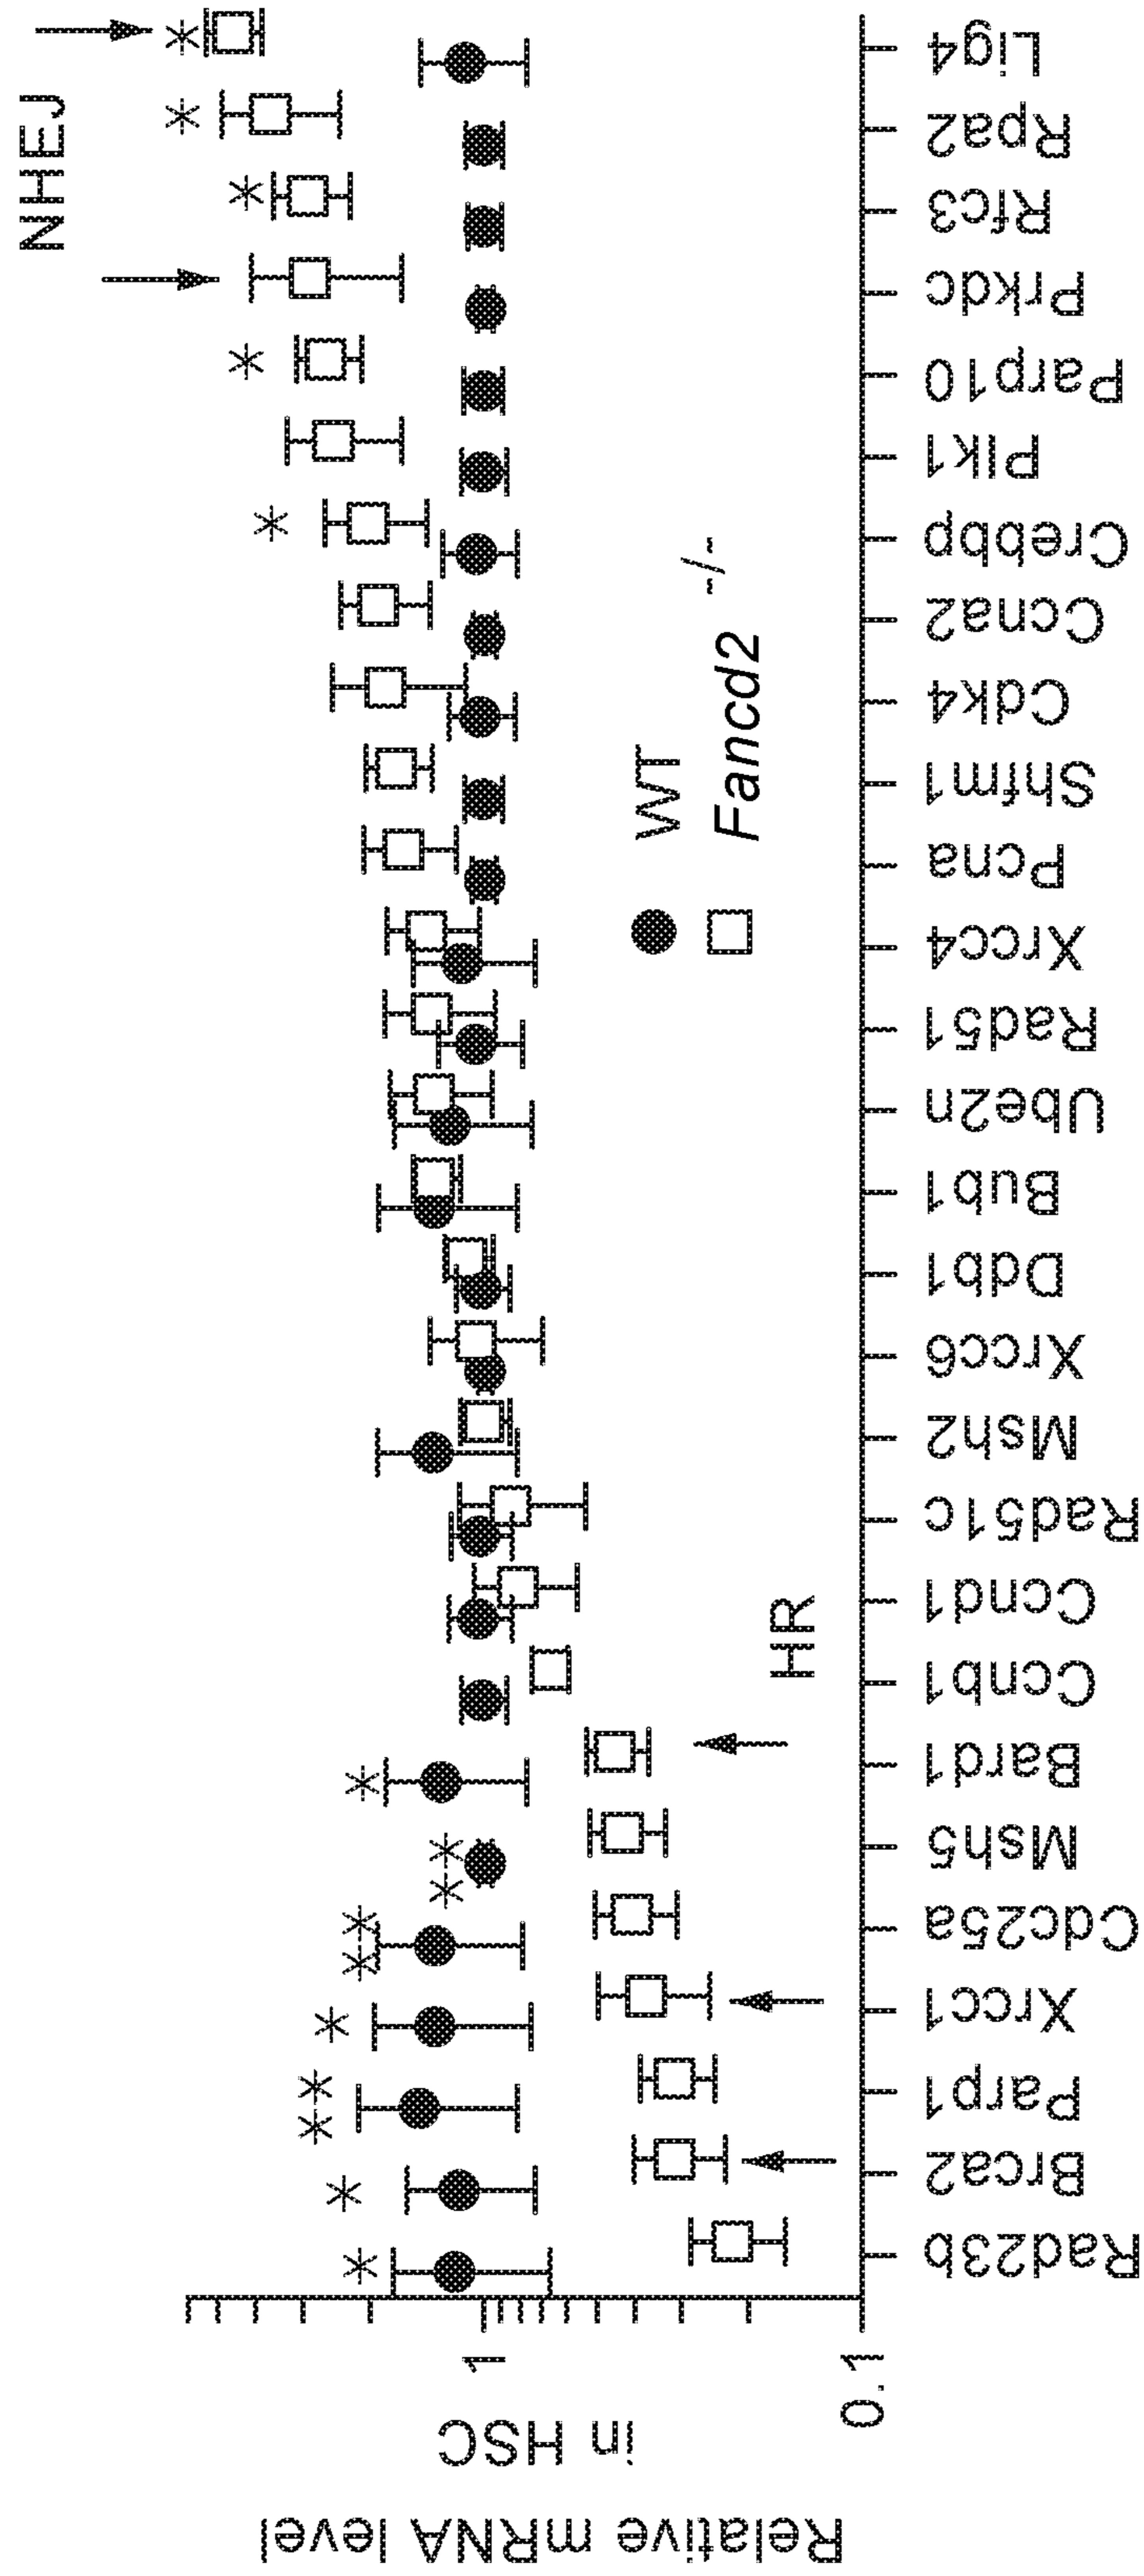 Relative mRNA level
in HSC
1
0.1
NHEJ
HR
WT
Fancd2 -/-
* * ** * ** ** * * * * * *
Rad23b
Brca2
Parp1
Xrcc1
Cdc25a
Msh5
Bard1
Ccnb1
Ccnd1
Rad51c
Msh2
Xrcc6
Ddb1
Bub1
Ube2n
Rad51
Xrcc4
Pcna
Shfm1
Cdk4
Ccna2
Crebbp
Plk1
Parp10
Prkdc
Rfc3
Rpa2
Lig4